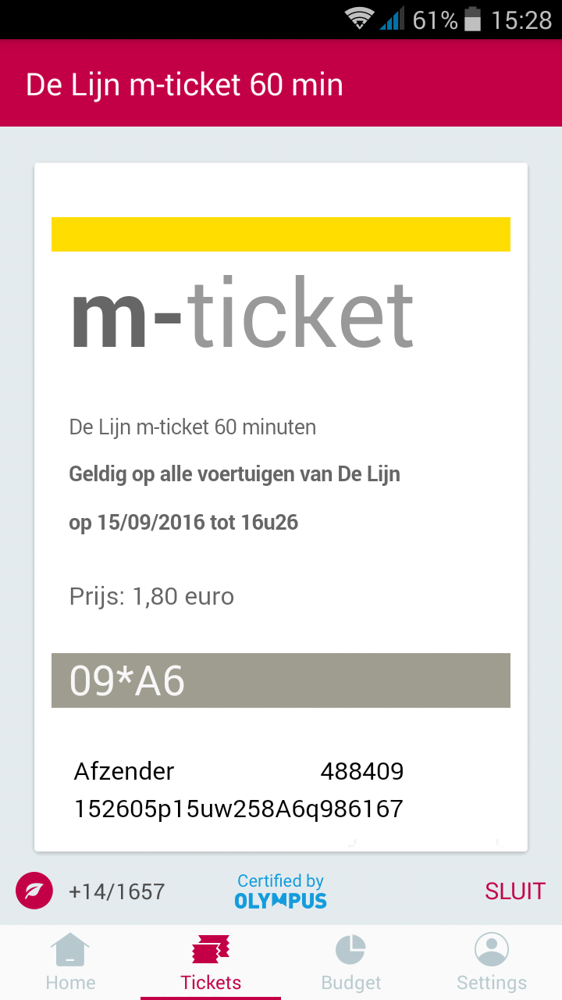 61% 15:28
De Lijn m-ticket 60 min
m-ticket
De Lijn m-ticket 60 minuten
Geldig op alle voertuigen van De Lijn
op 15/09/2016 tot 16u26
Prijs: 1,80 euro
09*A6
Afzender 488409
152605p15uw258A6q986167
+14/1657
Certified by
OLYMPUS
SLUIT
Home Tickets Budget Settings